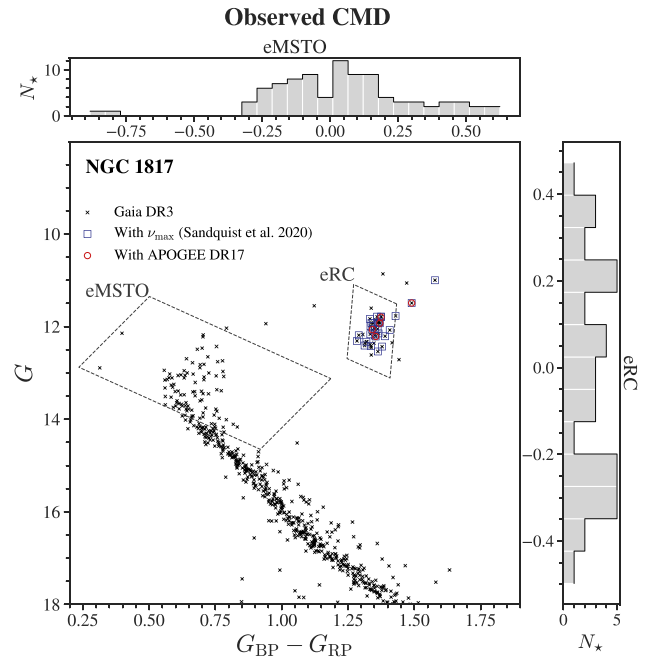 Observed CMD
eMSTO
10
0
N⋆
−0.75 −0.50 −0.25 0.00 0.25 0.50
NGC 1817
Gaia DR3
With νmax (Sandquist et al. 2020)
With APOGEE DR17
eMSTO
eRC
10
12
14
16
18
G
0.25 0.50 0.75 1.00 1.25 1.50 1.75
GBP − GRP
0.4
0.2
0.0
−0.2
−0.4
eRC
0 5
N⋆